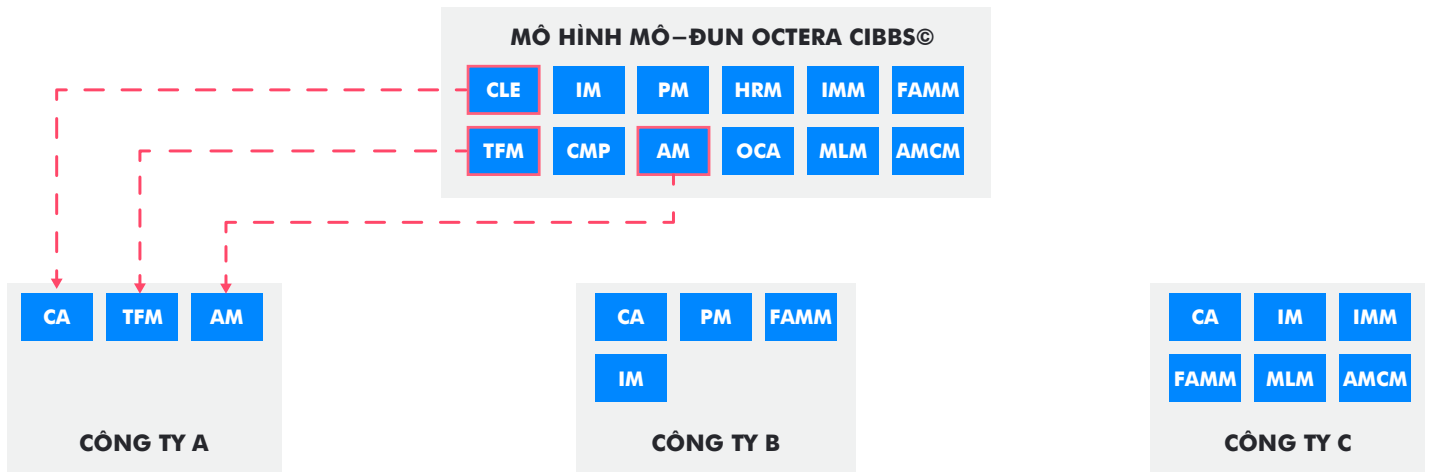 MÔ HÌNH MÔ–ĐUN OCTERA CIBBS©
CLE IM PM HRM IMM FAMM
TFM CMP AM OCA MLM AMCM
CA TFM AM
CÔNG TY A
CA PM FAMM
IM
CÔNG TY B
CA IM IMM
FAMM MLM AMCM
CÔNG TY C